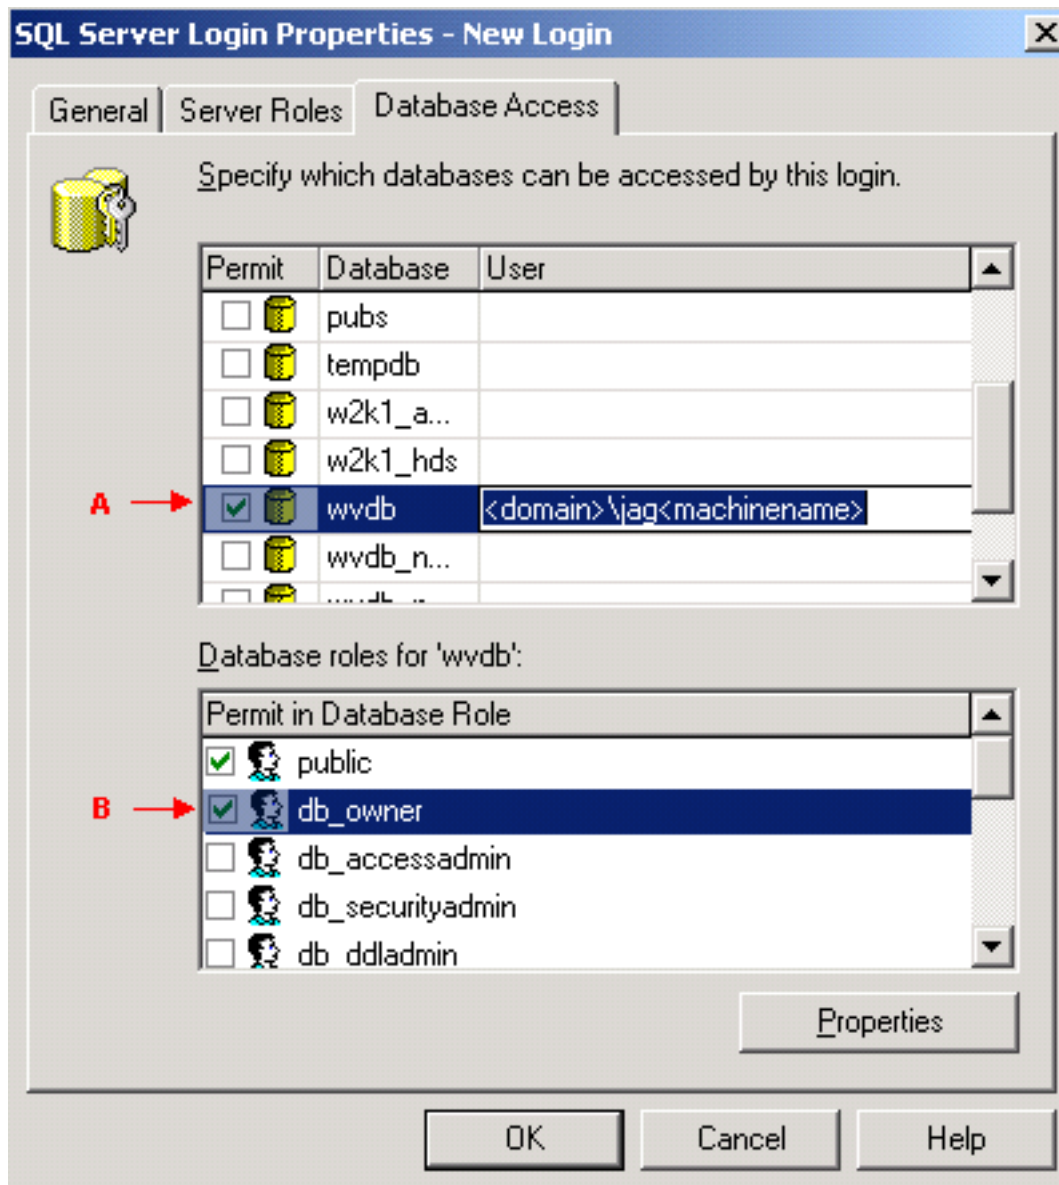 SQL Server Login Properties - New Login
General Server Roles Database Access
Specify which databases can be accessed by this login.
Permit Database User
pubs
tempdb
w2k1_a...
w2k1_hds
A wvdb <domain>\jag<machinename>
wvdb_n...
Database roles for 'wvdb':
Permit in Database Role
public
B db_owner
db_accessadmin
db_securityadmin
db_ddladmin
Properties
OK Cancel Help